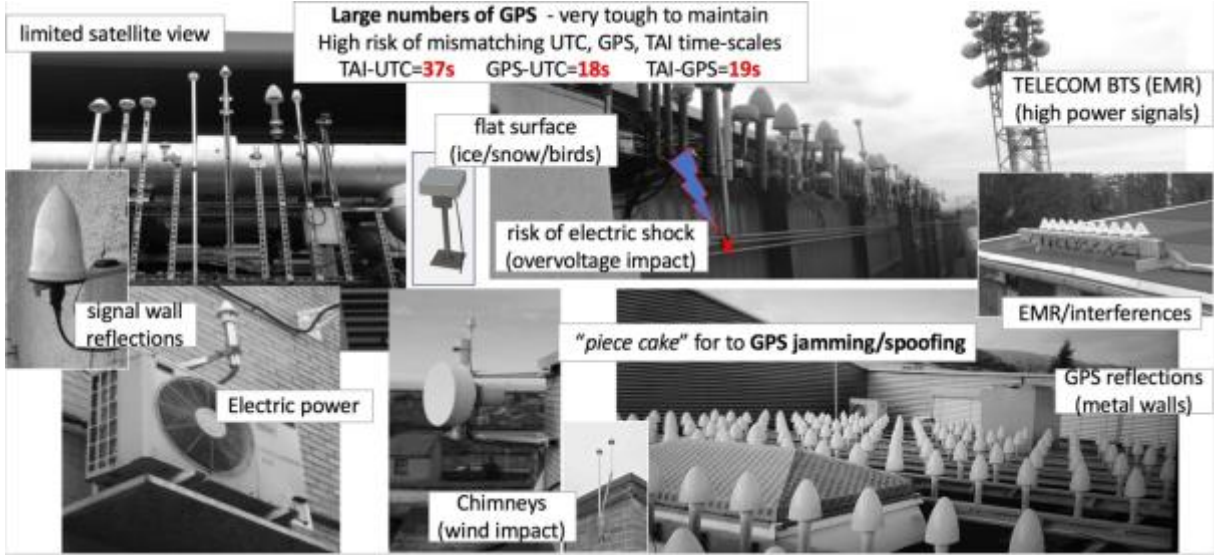 limited satellite view
Large numbers of GPS - very tough to maintain
High risk of mismatching UTC, GPS, TAI time-scales
TAI-UTC=37s GPS-UTC=18s TAI-GPS=19s
TELECOM BTS (EMR)
(high power signals)
flat surface
(ice/snow/birds)
risk of electric shock
(overvoltage impact)
signal wall
reflections
EMR/interferences
"piece cake" for to GPS jamming/spoofing
GPS reflections
(metal walls)
Electric power
Chimneys
(wind impact)